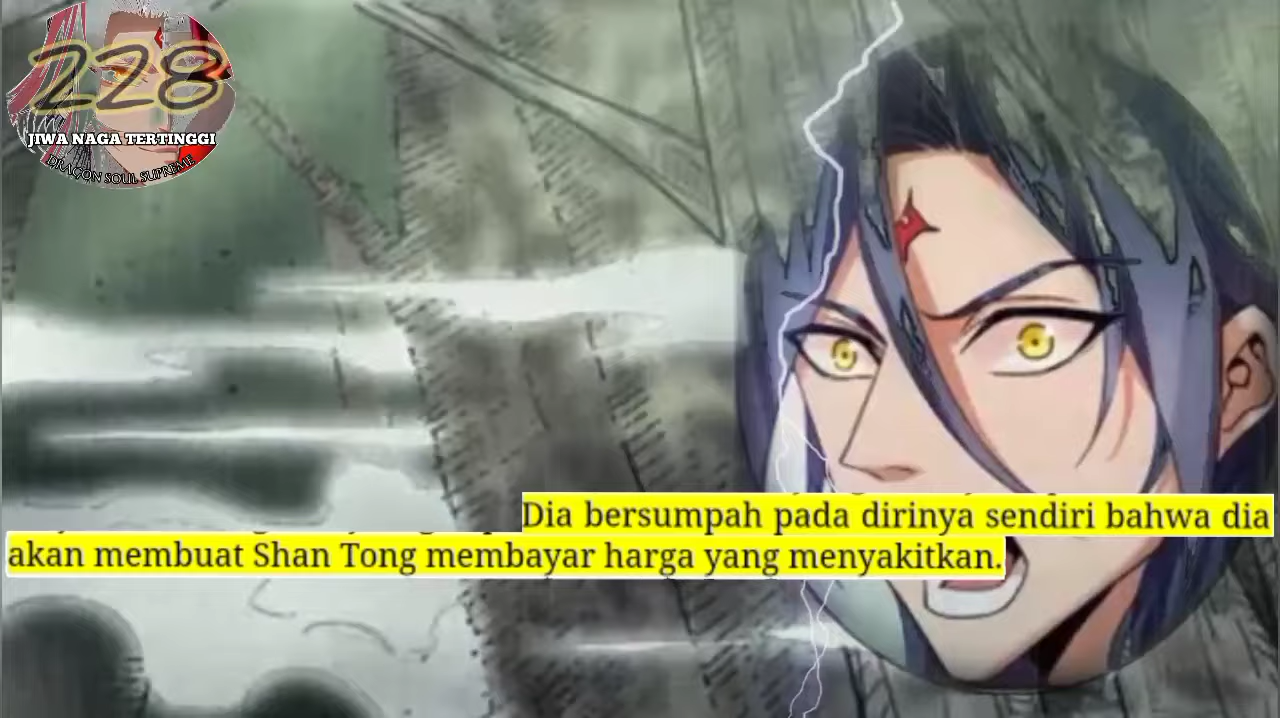 228
JIWA NAGA TERTINGGI
DRAGON SOUL SUPREME
Dia bersumpah pada dirinya sendiri bahwa dia
akan membuat Shan Tong membayar harga yang menyakitkan.